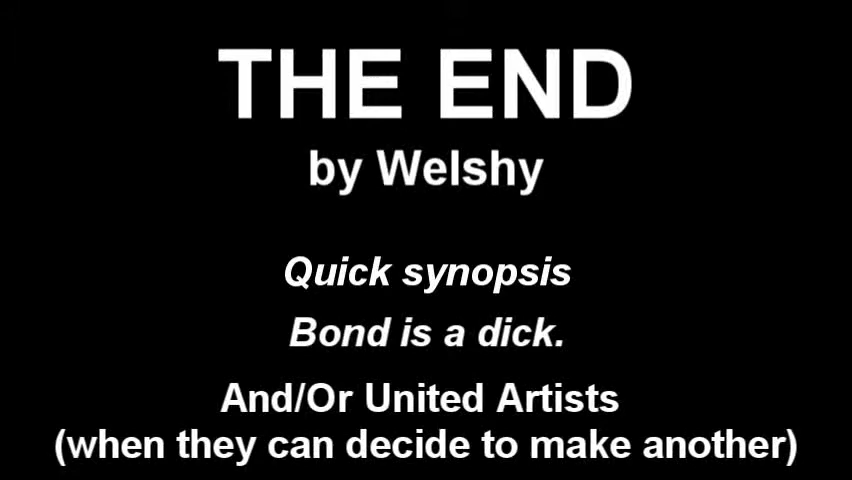 THE END
by Welshy
Quick synopsis
Bond is a dick.
And/Or United Artists
(when they can decide to make another)